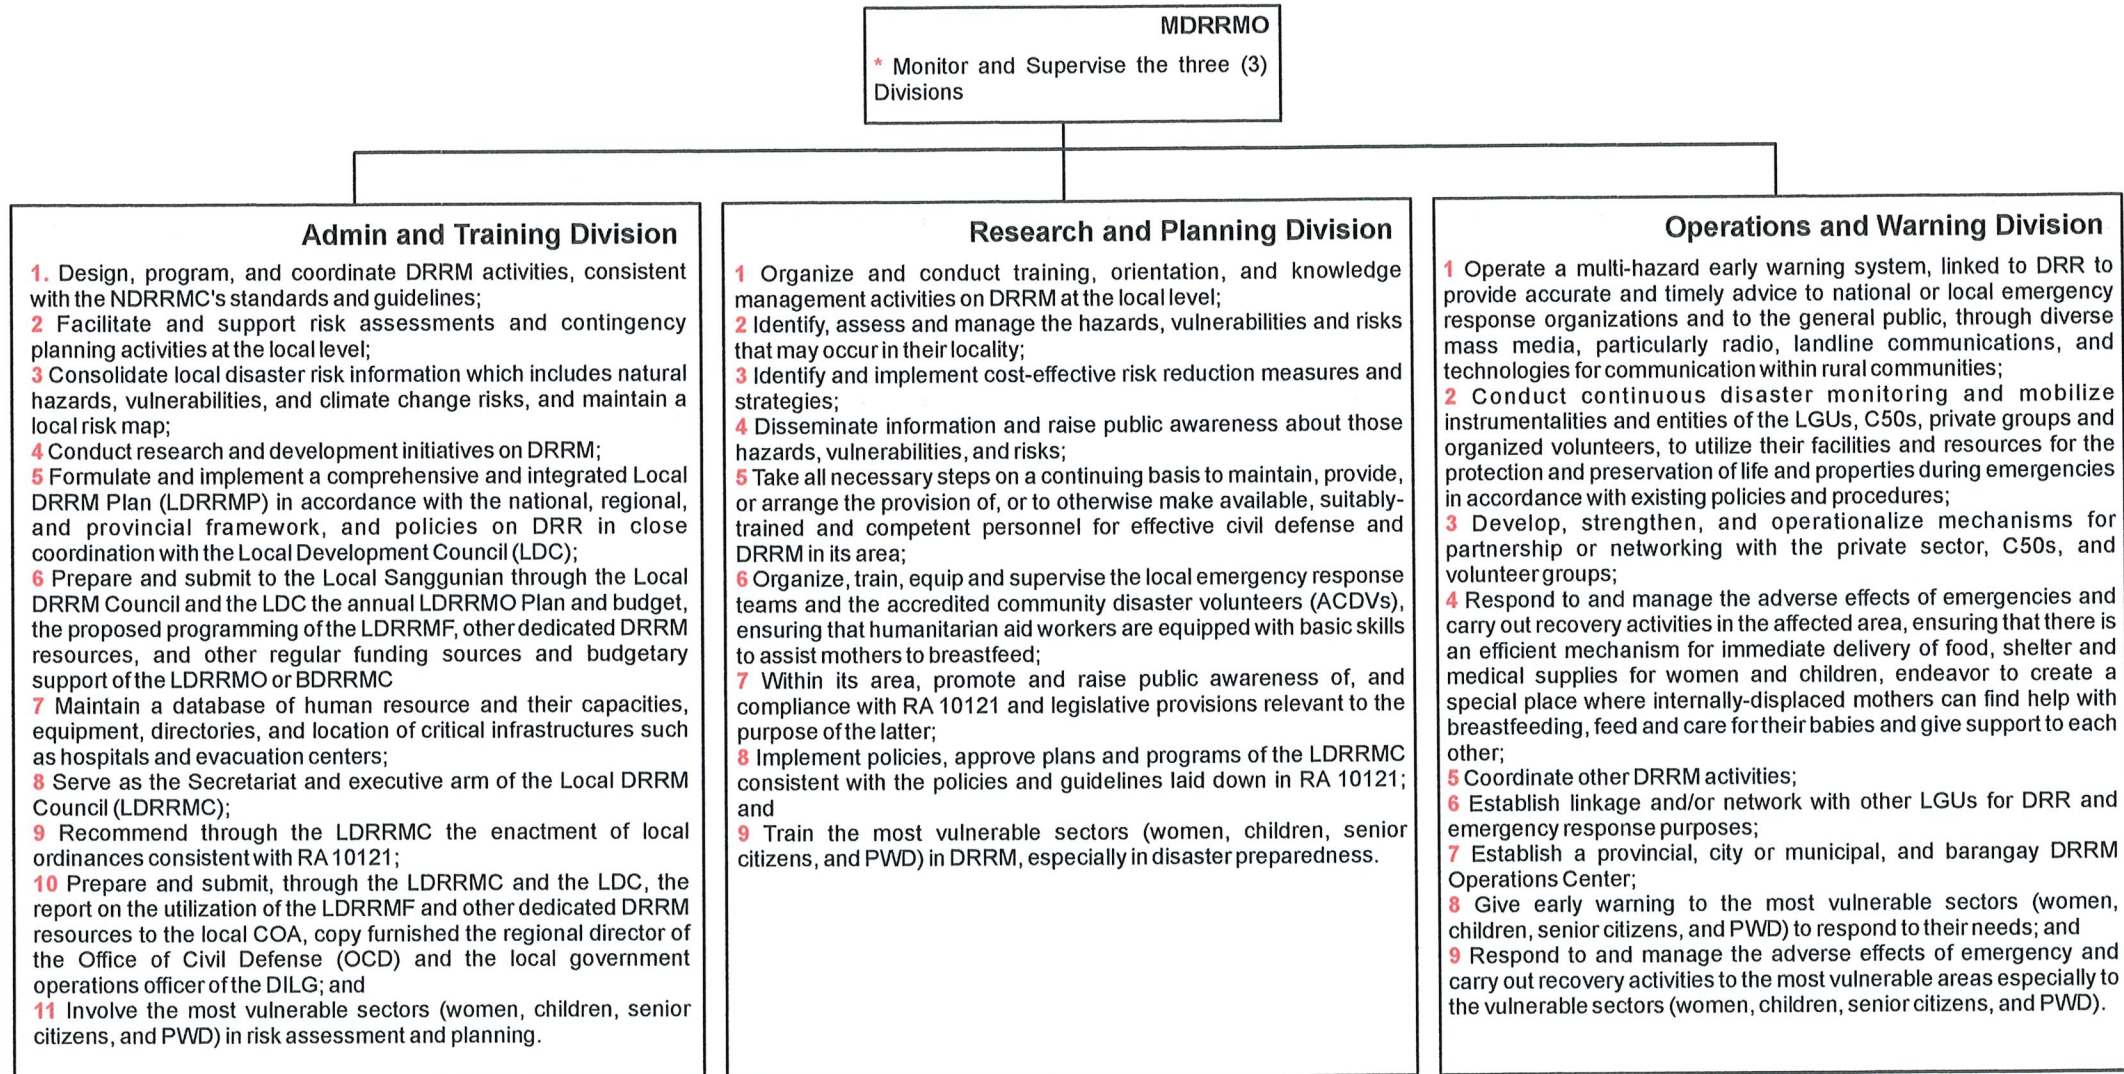 MDRRMO
* Monitor and Supervise the three (3)
Divisions
Admin and Training Division
1. Design, program, and coordinate DRRM activities, consistent
with the NDRRMC's standards and guidelines;
2 Facilitate and support risk assessments and contingency
planning activities at the local level;
3 Consolidate local disaster risk information which includes natural
hazards, vulnerabilities, and climate change risks, and maintain a
local risk map;
4 Conduct research and development initiatives on DRRM;
5 Formulate and implement a comprehensive and integrated Local
DRRM Plan (LDRRMP) in accordance with the national, regional,
and provincial framework, and policies on DRR in close
coordination with the Local Development Council (LDC);
6 Prepare and submit to the Local Sanggunian through the Local
DRRM Council and the LDC the annual LDRRMO Plan and budget,
the proposed programming of the LDRRMF, other dedicated DRRM
resources, and other regular funding sources and budgetary
support of the LDRRMO or BDRRMC
7 Maintain a database of human resource and their capacities,
equipment, directories, and location of critical infrastructures such
as hospitals and evacuation centers;
8 Serve as the Secretariat and executive arm of the Local DRRM
Council (LDRRMC);
9 Recommend through the LDRRMC the enactment of local
ordinances consistent with RA 10121;
10 Prepare and submit, through the LDRRMC and the LDC, the
report on the utilization of the LDRRMF and other dedicated DRRM
resources to the local COA, copy furnished the regional director of
the Office of Civil Defense (OCD) and the local government
operations officer of the DILG; and
11 Involve the most vulnerable sectors (women, children, senior
citizens, and PWD) in risk assessment and planning.
Research and Planning Division
1 Organize and conduct training, orientation, and knowledge
management activities on DRRM at the local level;
2 Identify, assess and manage the hazards, vulnerabilities and risks
that may occur in their locality;
3 Identify and implement cost-effective risk reduction measures and
strategies;
4 Disseminate information and raise public awareness about those
hazards, vulnerabilities, and risks;
5 Take all necessary steps on a continuing basis to maintain, provide,
or arrange the provision of, or to otherwise make available, suitably-
trained and competent personnel for effective civil defense and
DRRM in its area;
6 Organize, train, equip and supervise the local emergency response
teams and the accredited community disaster volunteers (ACDVs),
ensuring that humanitarian aid workers are equipped with basic skills
to assist mothers to breastfeed;
7 Within its area, promote and raise public awareness of, and
compliance with RA 10121 and legislative provisions relevant to the
purpose of the latter;
8 Implement policies, approve plans and programs of the LDRRMC
consistent with the policies and guidelines laid down in RA 10121;
and
9 Train the most vulnerable sectors (women, children, senior
citizens, and PWD) in DRRM, especially in disaster preparedness.
Operations and Warning Division
1 Operate a multi-hazard early warning system, linked to DRR to
provide accurate and timely advice to national or local emergency
response organizations and to the general public, through diverse
mass media, particularly radio, landline communications, and
technologies for communication within rural communities;
2 Conduct continuous disaster monitoring and mobilize
instrumentalities and entities of the LGUs, C50s, private groups and
organized volunteers, to utilize their facilities and resources for the
protection and preservation of life and properties during emergencies
in accordance with existing policies and procedures;
3 Develop, strengthen, and operationalize mechanisms for
partnership or networking with the private sector, C50s, and
volunteer groups;
4 Respond to and manage the adverse effects of emergencies and
carry out recovery activities in the affected area, ensuring that there is
an efficient mechanism for immediate delivery of food, shelter and
medical supplies for women and children, endeavor to create a
special place where internally-displaced mothers can find help with
breastfeeding, feed and care for their babies and give support to each
other;
5 Coordinate other DRRM activities;
6 Establish linkage and/or network with other LGUs for DRR and
emergency response purposes;
7 Establish a provincial, city or municipal, and barangay DRRM
Operations Center;
8 Give early warning to the most vulnerable sectors (women,
children, senior citizens, and PWD) to respond to their needs; and
9 Respond to and manage the adverse effects of emergency and
carry out recovery activities to the most vulnerable areas especially to
the vulnerable sectors (women, children, senior citizens, and PWD).